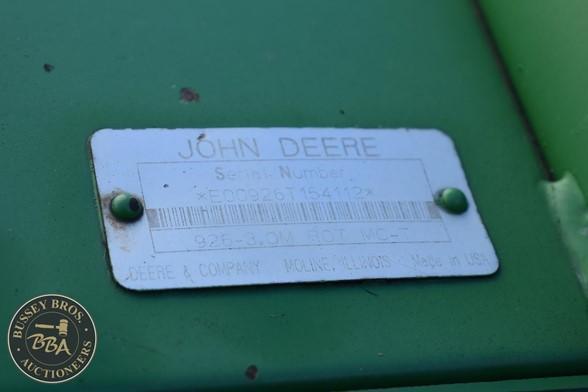 JOHN DEERE
Serial Number
*E00926T154112*
926-3.0M ROT MC-T
DEERE & COMPANY MOLINE, ILLINOIS Made in USA
BUSSEY BROS.
BBA
AUCTIONEERS